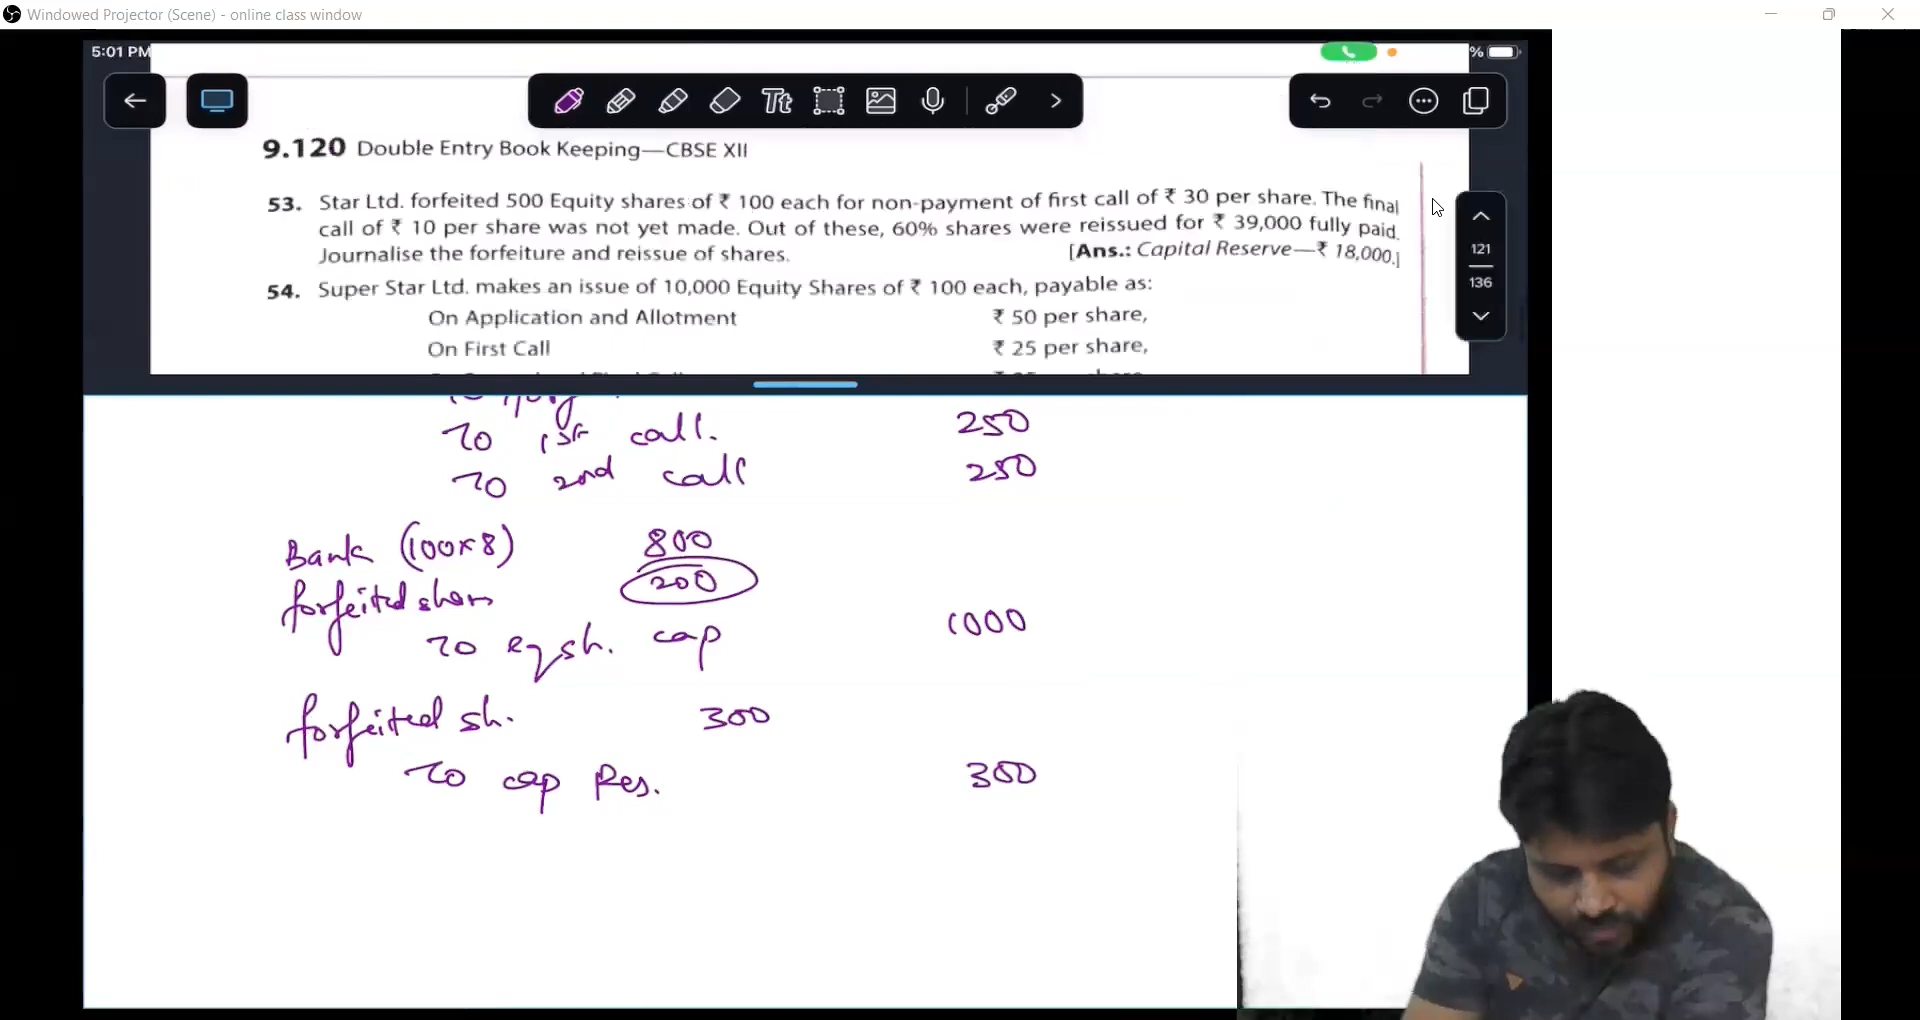 Windowed Projector (Scene) - online class window
5:01 PM
%
Tt
9.120 Double Entry Book Keeping—CBSE XII
53. Star Ltd. forfeited 500 Equity shares of ₹ 100 each for non-payment of first call of ₹ 30 per share. The final
call of ₹ 10 per share was not yet made. Out of these, 60% shares were reissued for ₹ 39,000 fully paid.
Journalise the forfeiture and reissue of shares. [Ans.: Capital Reserve—₹ 18,000.]
121
136
54. Super Star Ltd. makes an issue of 10,000 Equity Shares of ₹ 100 each, payable as:
On Application and Allotment ₹ 50 per share,
On First Call ₹ 25 per share,
To 1st call. 250
To 2nd call 250
Bank (100×8) 800
forfeited shares 200
To eq sh. cap 1000
forfeited sh. 300
To cap Res. 300